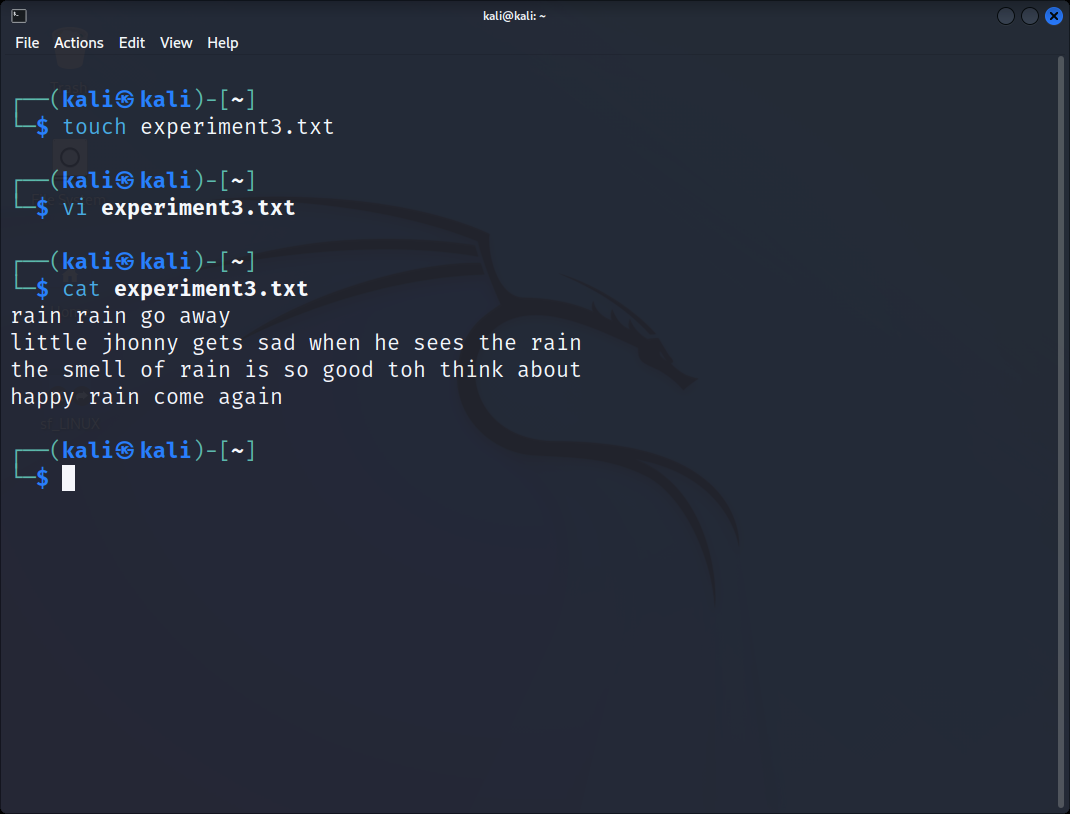 kali@kali: ~
File Actions Edit View Help
┌──(kali㉿kali)-[~]
└─$ touch experiment3.txt
┌──(kali㉿kali)-[~]
└─$ vi experiment3.txt
┌──(kali㉿kali)-[~]
└─$ cat experiment3.txt
rain rain go away
little jhonny gets sad when he sees the rain
the smell of rain is so good toh think about
happy rain come again
sf_LINUX
┌──(kali㉿kali)-[~]
└─$